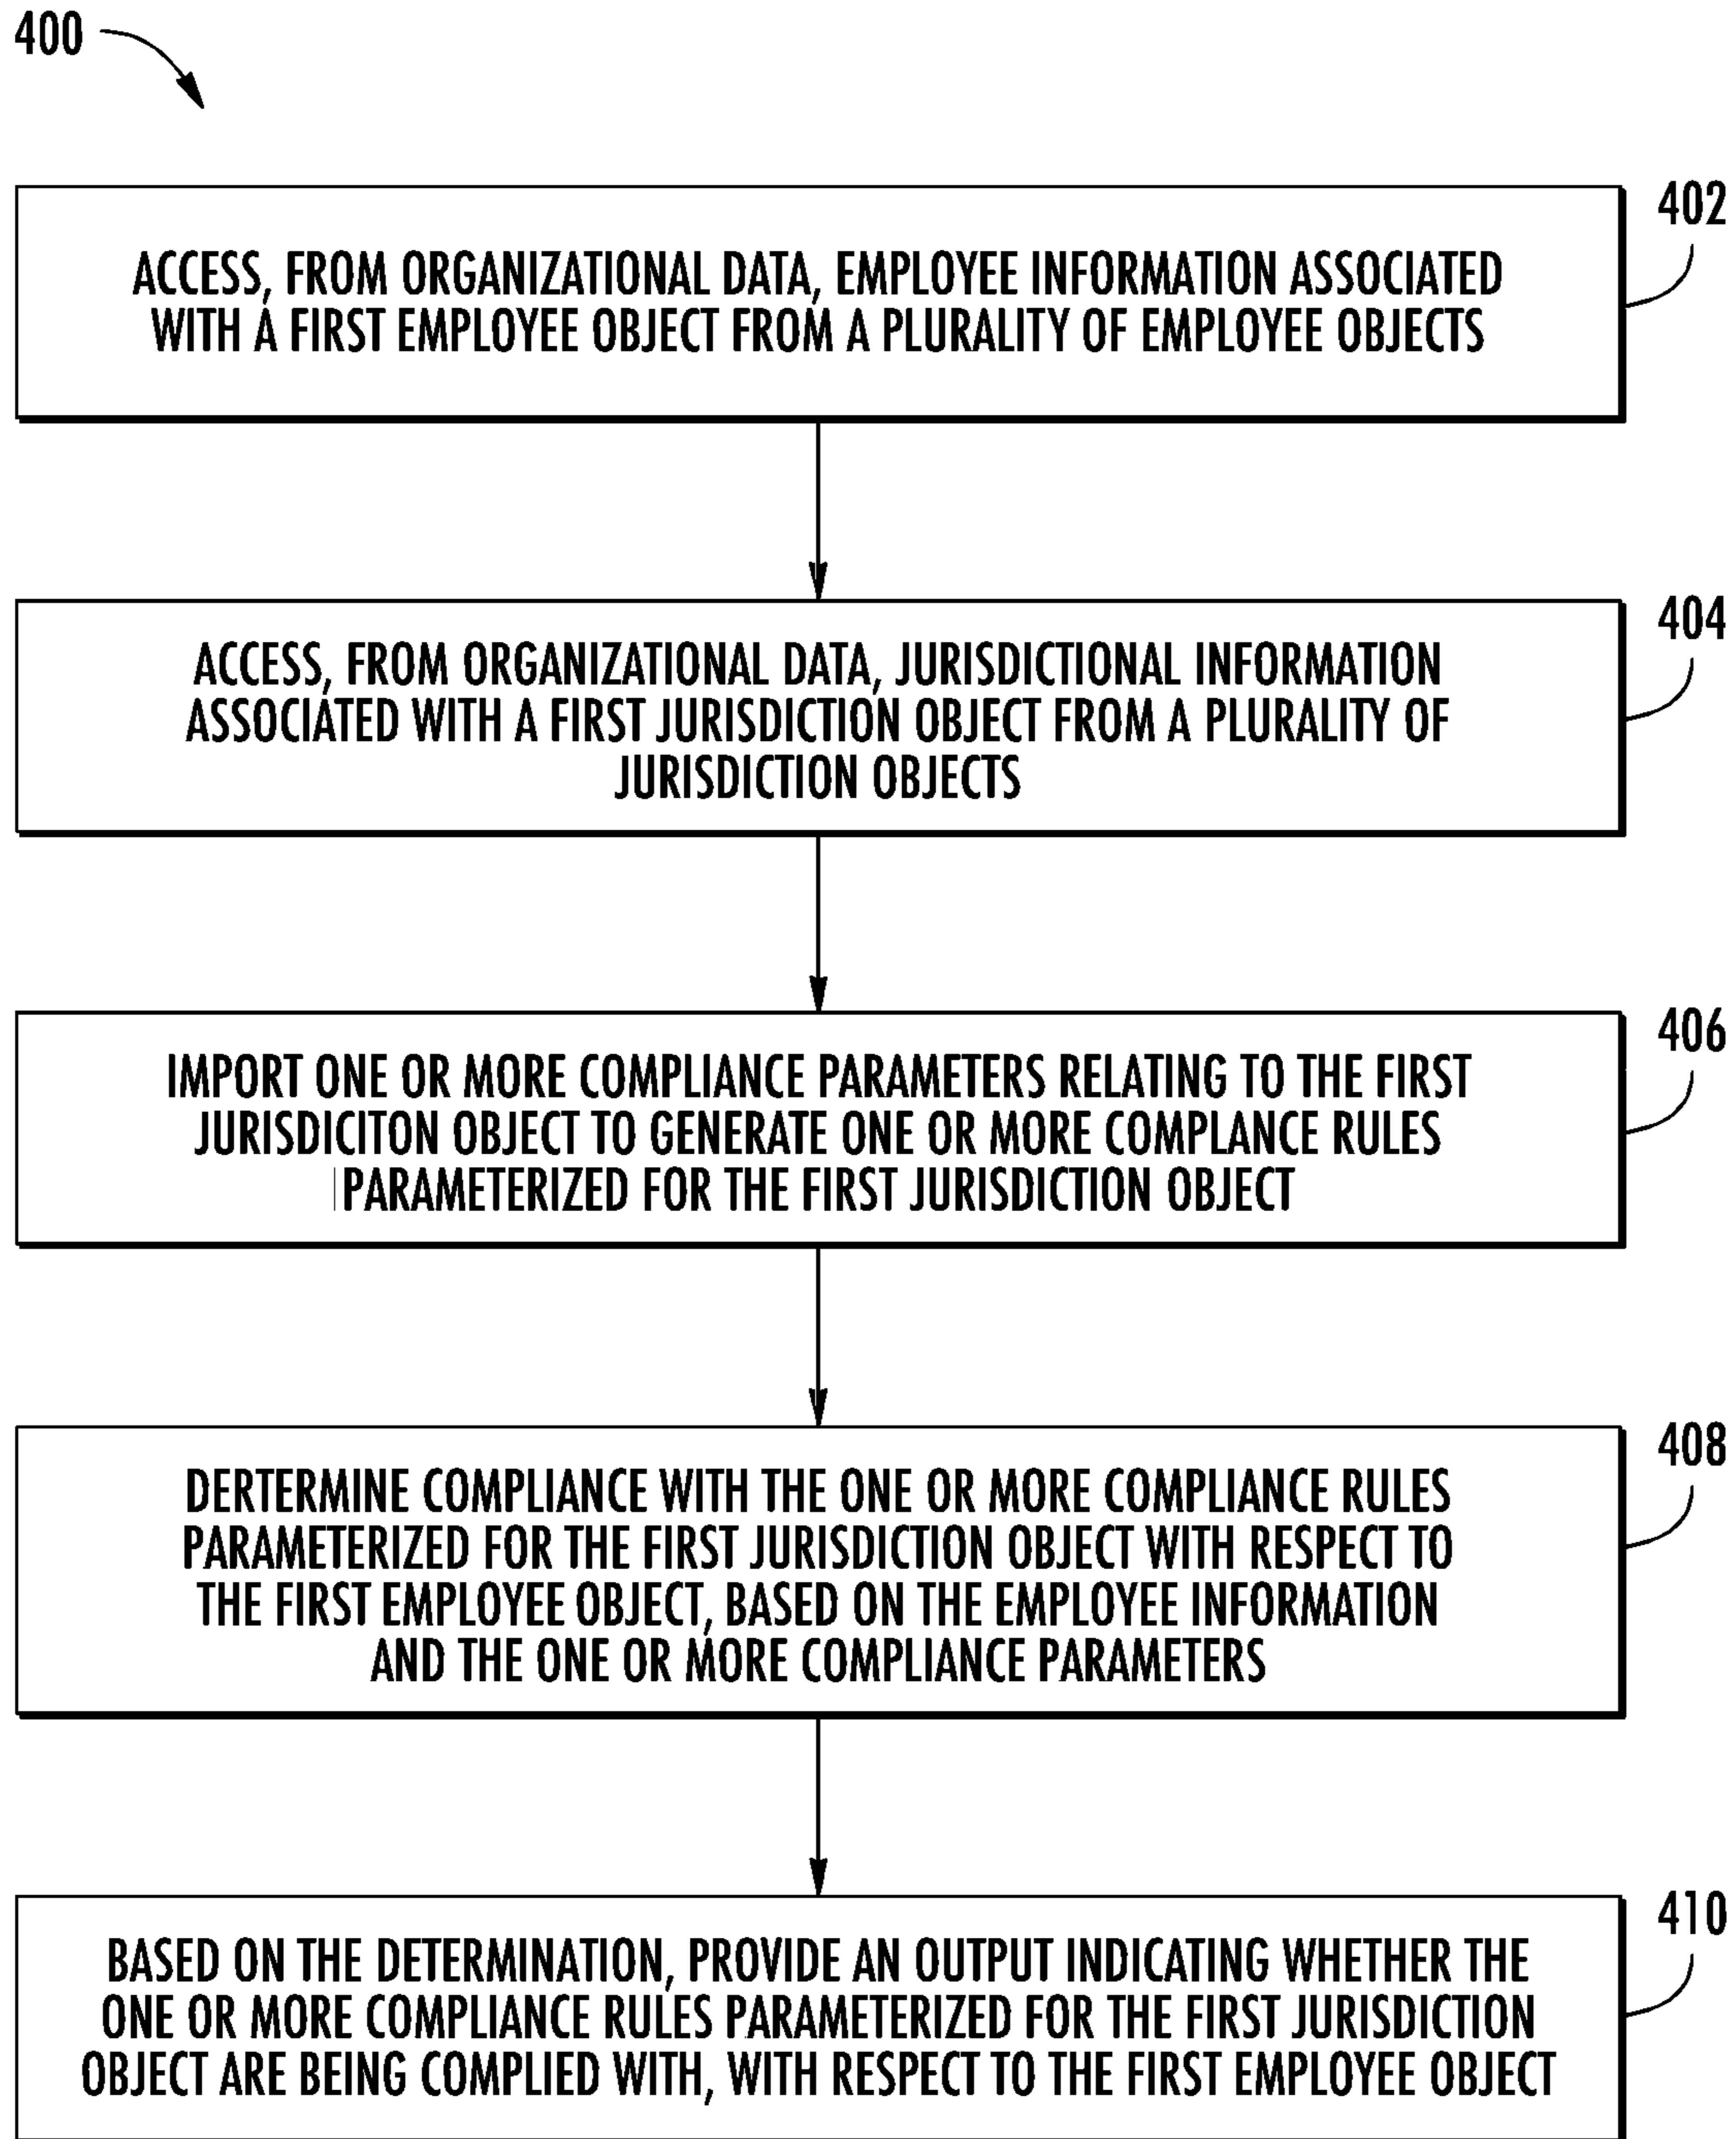 400
402
ACCESS, FROM ORGANIZATIONAL DATA, EMPLOYEE INFORMATION ASSOCIATED
WITH A FIRST EMPLOYEE OBJECT FROM A PLURALITY OF EMPLOYEE OBJECTS
404
ACCESS, FROM ORGANIZATIONAL DATA, JURISDICTIONAL INFORMATION
ASSOCIATED WITH A FIRST JURISDICTION OBJECT FROM A PLURALITY OF
JURISDICTION OBJECTS
406
IMPORT ONE OR MORE COMPLIANCE PARAMETERS RELATING TO THE FIRST
JURISDICITON OBJECT TO GENERATE ONE OR MORE COMPLANCE RULES
PARAMETERIZED FOR THE FIRST JURISDICTION OBJECT
408
DERTERMINE COMPLIANCE WITH THE ONE OR MORE COMPLIANCE RULES
PARAMETERIZED FOR THE FIRST JURISDICTION OBJECT WITH RESPECT TO
THE FIRST EMPLOYEE OBJECT, BASED ON THE EMPLOYEE INFORMATION
AND THE ONE OR MORE COMPLIANCE PARAMETERS
410
BASED ON THE DETERMINATION, PROVIDE AN OUTPUT INDICATING WHETHER THE
ONE OR MORE COMPLIANCE RULES PARAMETERIZED FOR THE FIRST JURISDICTION
OBJECT ARE BEING COMPLIED WITH, WITH RESPECT TO THE FIRST EMPLOYEE OBJECT